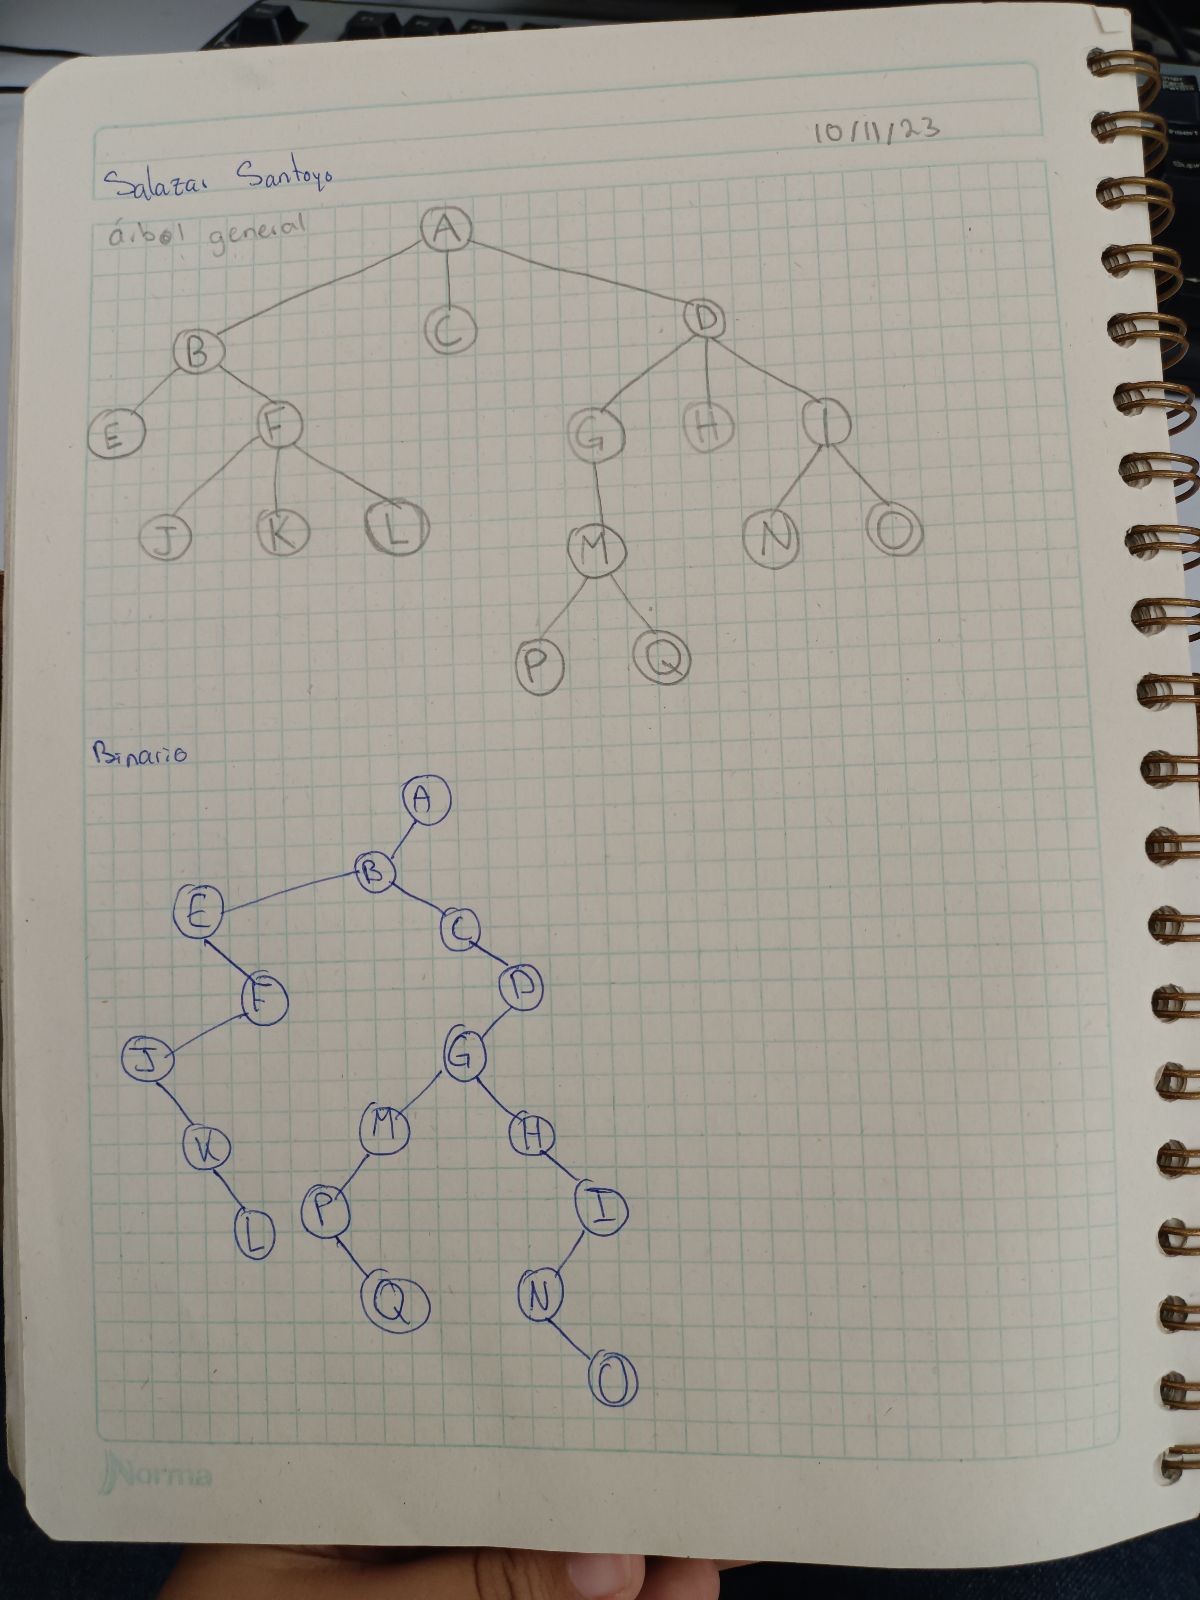 10/11/23
Salazar Santoyo
árbol general
A
B C D
E F G H I
J K L M N O
P Q
Binario
A
B
E C
F D
J G
K M H
L P I
Q N
O
Norma